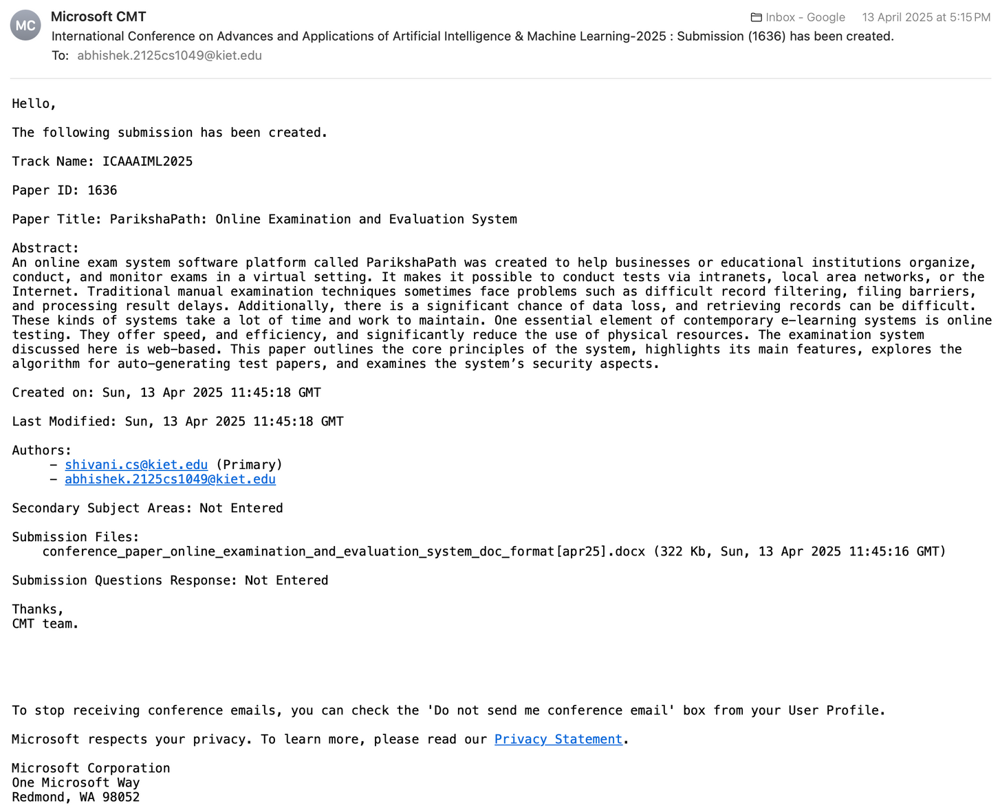 MC
Microsoft CMT
Inbox - Google 13 April 2025 at 5:15 PM
International Conference on Advances and Applications of Artificial Intelligence & Machine Learning-2025 : Submission (1636) has been created.
To: abhishek.2125cs1049@kiet.edu
Hello,
The following submission has been created.
Track Name: ICAAAIML2025
Paper ID: 1636
Paper Title: ParikshaPath: Online Examination and Evaluation System
Abstract:
An online exam system software platform called ParikshaPath was created to help businesses or educational institutions organize,
conduct, and monitor exams in a virtual setting. It makes it possible to conduct tests via intranets, local area networks, or the
Internet. Traditional manual examination techniques sometimes face problems such as difficult record filtering, filing barriers,
and processing result delays. Additionally, there is a significant chance of data loss, and retrieving records can be difficult.
These kinds of systems take a lot of time and work to maintain. One essential element of contemporary e-learning systems is online
testing. They offer speed, and efficiency, and significantly reduce the use of physical resources. The examination system
discussed here is web-based. This paper outlines the core principles of the system, highlights its main features, explores the
algorithm for auto-generating test papers, and examines the system’s security aspects.
Created on: Sun, 13 Apr 2025 11:45:18 GMT
Last Modified: Sun, 13 Apr 2025 11:45:18 GMT
Authors:
– shivani.cs@kiet.edu (Primary)
– abhishek.2125cs1049@kiet.edu
Secondary Subject Areas: Not Entered
Submission Files:
conference_paper_online_examination_and_evaluation_system_doc_format[apr25].docx (322 Kb, Sun, 13 Apr 2025 11:45:16 GMT)
Submission Questions Response: Not Entered
Thanks,
CMT team.
To stop receiving conference emails, you can check the 'Do not send me conference email' box from your User Profile.
Microsoft respects your privacy. To learn more, please read our Privacy Statement.
Microsoft Corporation
One Microsoft Way
Redmond, WA 98052